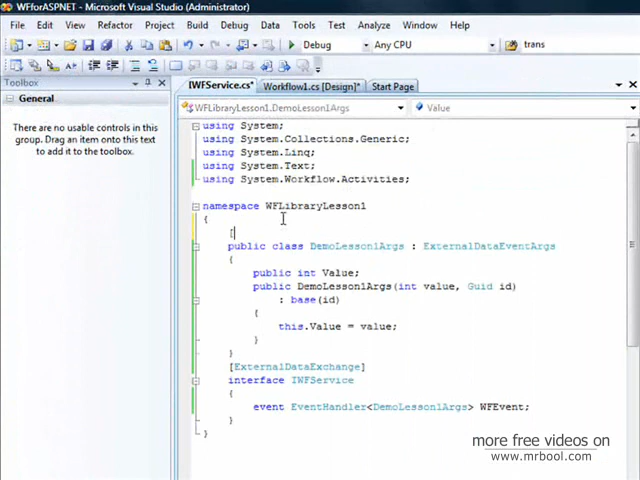 WFforASPNET - Microsoft Visual Studio (Administrator)
File Edit View Refactor Project Build Debug Data Tools Test Analyze Window Help
Debug Any CPU trans
Toolbox
General
There are no usable controls in this
group. Drag an item onto this text
to add it to the toolbox.
IWFService.cs* Workflow1.cs [Design]* Start Page
WFLibraryLesson1.DemoLesson1Args Value
using System;
using System.Collections.Generic;
using System.Linq;
using System.Text;
using System.Workflow.Activities;
namespace WFLibraryLesson1
{
[
public class DemoLesson1Args : ExternalDataEventArgs
{
public int Value;
public DemoLesson1Args(int value, Guid id)
: base(id)
{
this.Value = value;
}
}
[ExternalDataExchange]
interface IWFService
{
event EventHandler<DemoLesson1Args> WFEvent;
}
}
more free videos on
www.mrbool.com